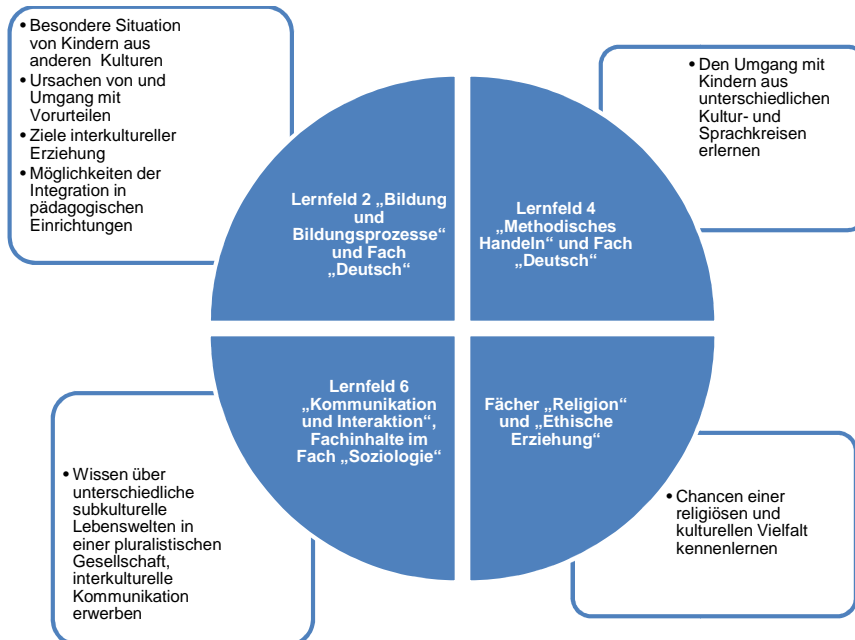 • Besondere Situation
von Kindern aus
anderen Kulturen
• Ursachen von und
Umgang mit
Vorurteilen
• Ziele interkultureller
Erziehung
• Möglichkeiten der
Integration in
pädagogischen
Einrichtungen
• Den Umgang mit
Kindern aus
unterschiedlichen
Kultur- und
Sprachkreisen
erlernen
Lernfeld 2 „Bildung
und
Bildungsprozesse“
und Fach
„Deutsch“
Lernfeld 4
„Methodisches
Handeln“ und Fach
„Deutsch“
Lernfeld 6
„Kommunikation
und Interaktion“,
Fachinhalte im
Fach „Soziologie“
Fächer „Religion“
und „Ethische
Erziehung“
• Wissen über
unterschiedliche
subkulturelle
Lebenswelten in
einer pluralistischen
Gesellschaft,
interkulturelle
Kommunikation
erwerben
• Chancen einer
religiösen und
kulturellen Vielfalt
kennenlernen